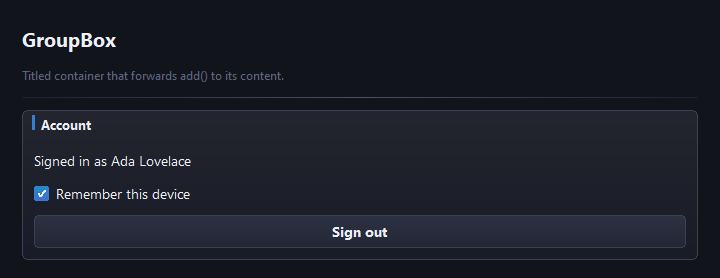 GroupBox
Titled container that forwards add() to its content.
Account
Signed in as Ada Lovelace
Remember this device
Sign out